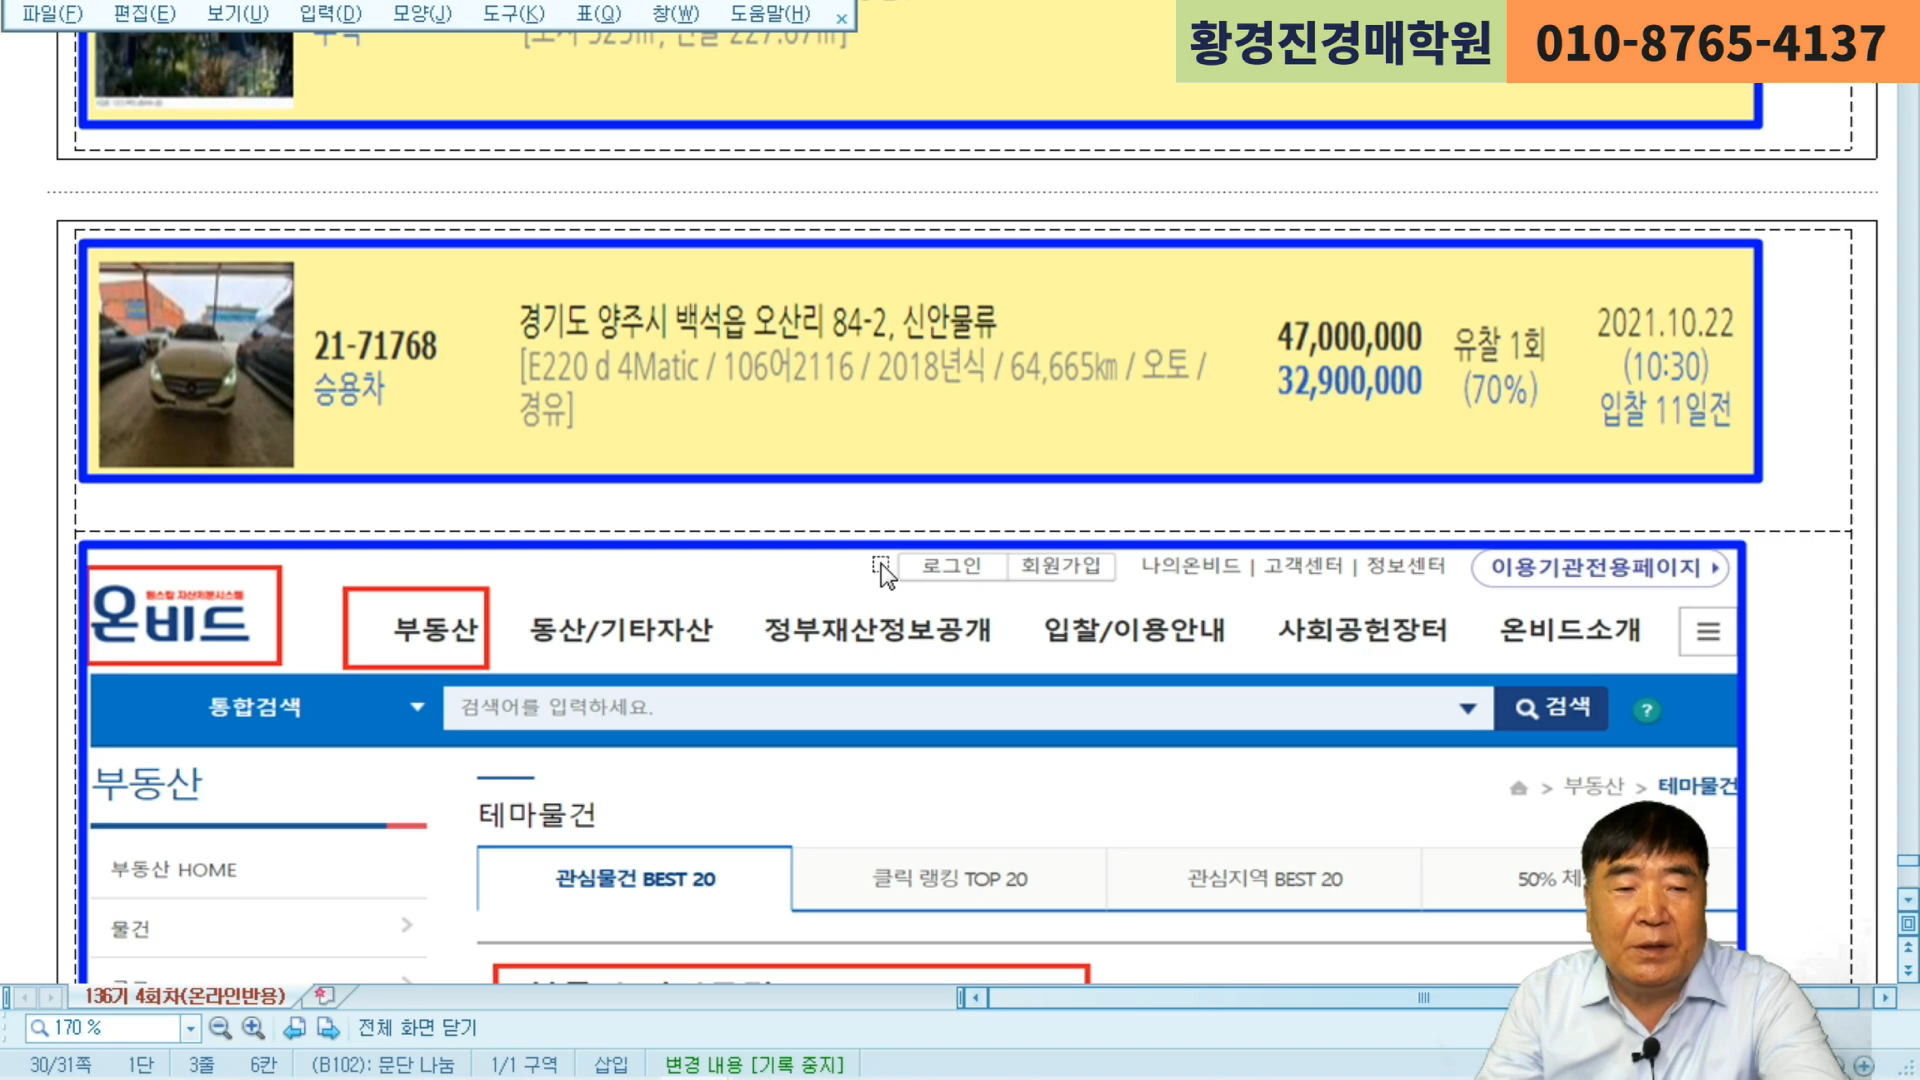 파일(F) 편집(E) 보기(U) 입력(D) 모양(J) 도구(K) 표(Q) 창(W) 도움말(H)
황경진경매학원 010-8765-4137
21-71768
승용차
경기도 양주시 백석읍 오산리 84-2, 신안물류
[E220 d 4Matic / 106어2116 / 2018년식 / 64,665㎞ / 오토 /
경유]
47,000,000
32,900,000
유찰 1회
(70%)
2021.10.22
(10:30)
입찰 11일전
로그인 회원가입 나의온비드 | 고객센터 | 정보센터 이용기관전용페이지
온비드
부동산 동산/기타자산 정부재산정보공개 입찰/이용안내 사회공헌장터 온비드소개
통합검색 검색어를 입력하세요. 검색 ?
부동산
테마물건
> 부동산 > 테마물건
부동산 HOME
물건
관심물건 BEST 20 클릭 랭킹 TOP 20 관심지역 BEST 20 50%
136기 4회차(온라인반용)
170 % 전체 화면 닫기
30/31쪽 1단 3줄 6칸 (B102): 문단 나눔 1/1 구역 삽입 변경 내용 [기록 중지]